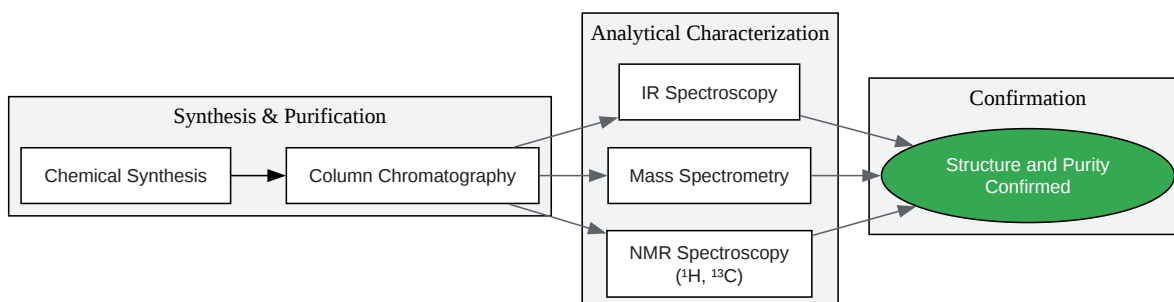 Synthesis & Purification
Chemical Synthesis
Column Chromatography
Analytical Characterization
IR Spectroscopy
Mass Spectrometry
NMR Spectroscopy
(¹H, ¹³C)
Confirmation
Structure and Purity
Confirmed